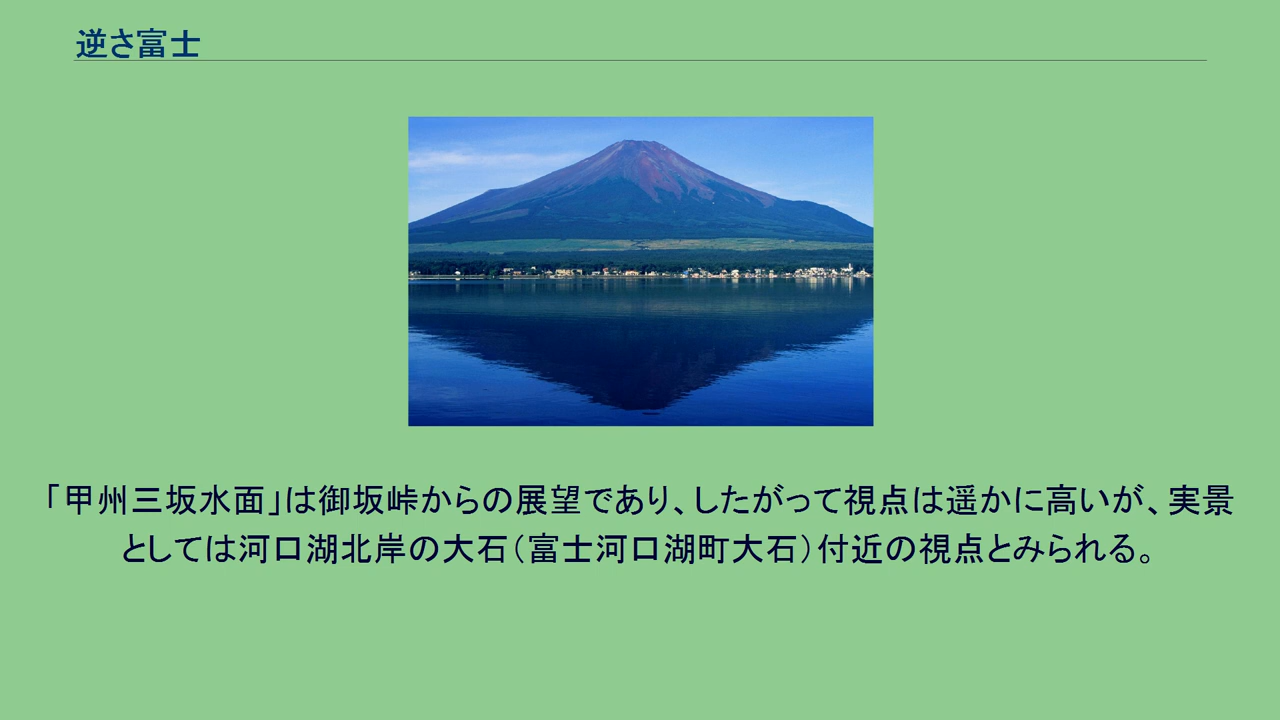 逆さ富士
「甲州三坂水面」は御坂峠からの展望であり、したがって視点は遥かに高いが、実景
としては河口湖北岸の大石（富士河口湖町大石）付近の視点とみられる。